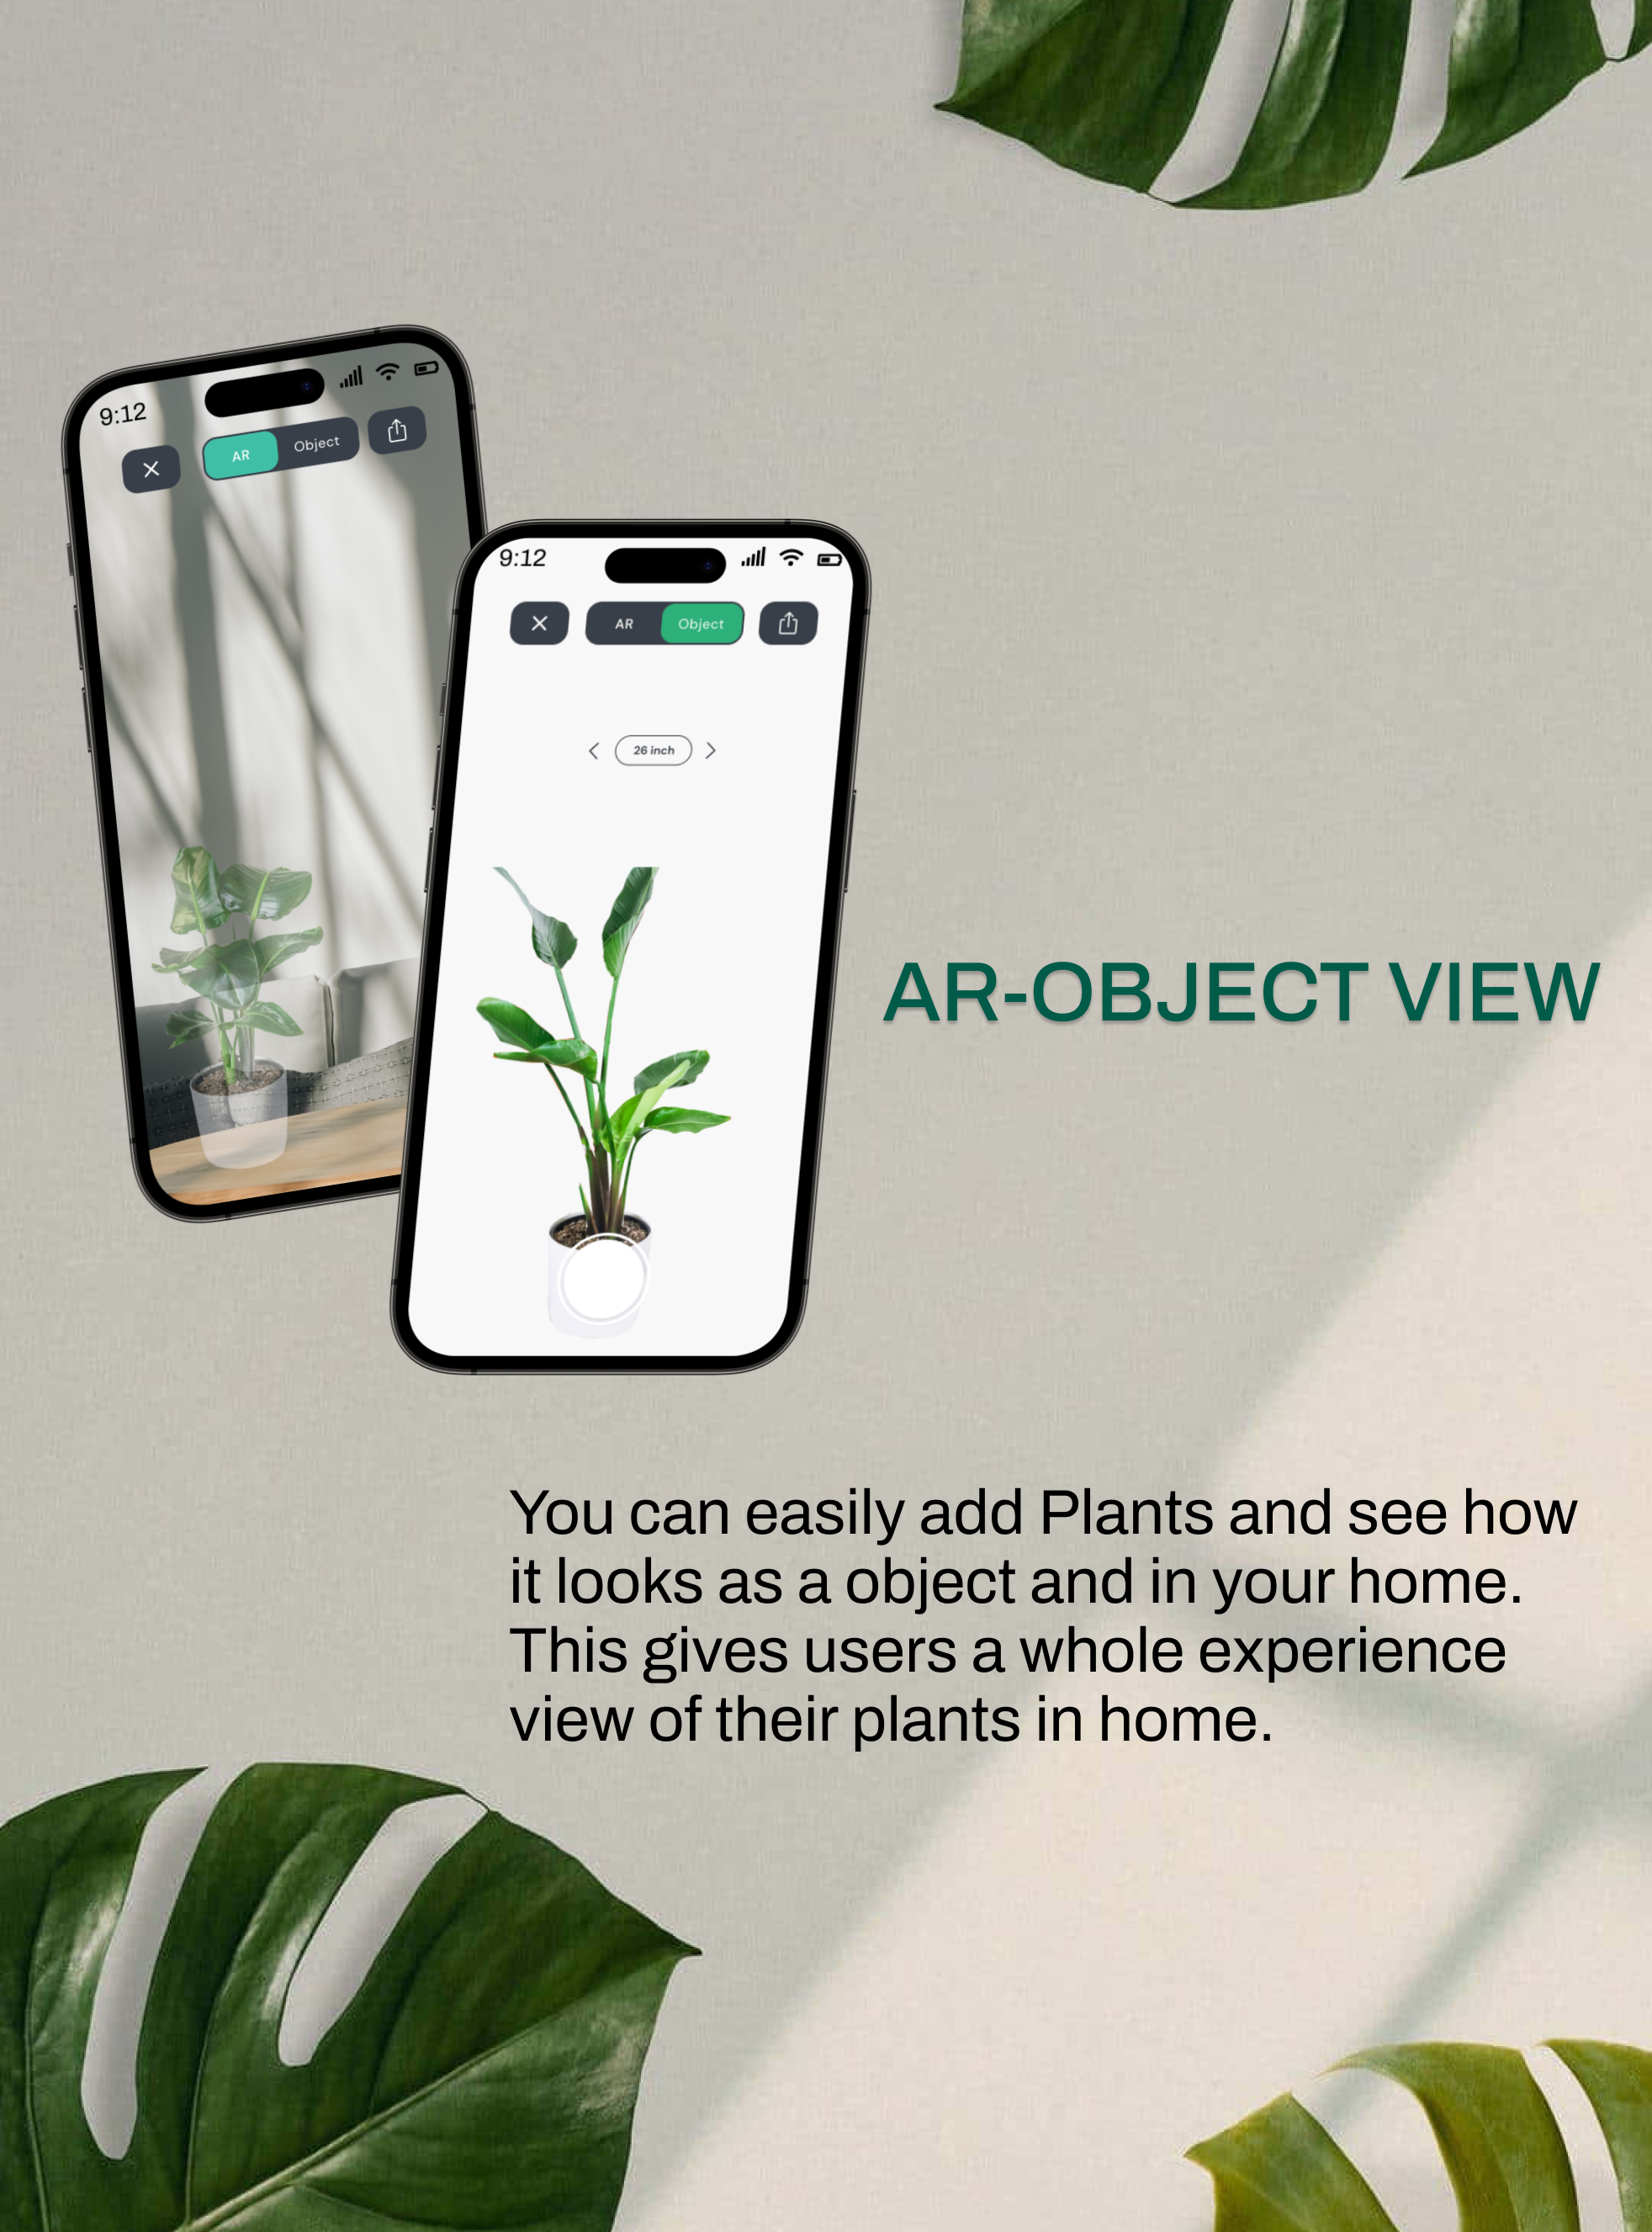 9:12
AR Object
9:12
AR Object
26 inch
AR-OBJECT VIEW
You can easily add Plants and see how
it looks as a object and in your home.
This gives users a whole experience
view of their plants in home.